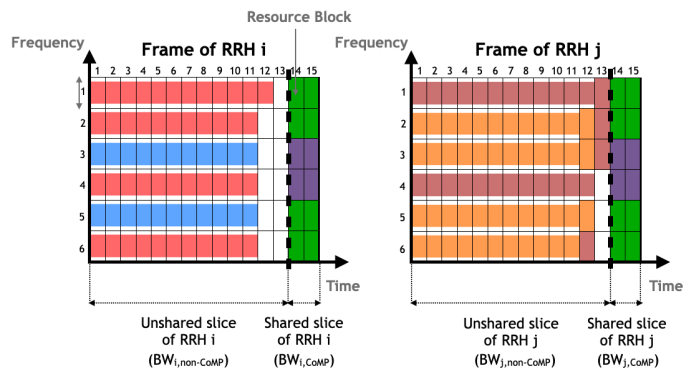 Resource Block
Frequency
Frame of RRH i
Frequency
Frame of RRH j
1 2 3 4 5 6 7 8 9 10 11 12 13 14 15
1 2 3 4 5 6 7 8 9 10 11 12 13 14 15
1
1
2
2
3
3
4
4
5
5
6
6
Time
Time
Unshared slice
of RRH i
(BWi,non-CoMP)
Shared slice
of RRH i
(BWi,CoMP)
Unshared slice
of RRH j
(BWj,non-CoMP)
Shared slice
of RRH j
(BWj,CoMP)